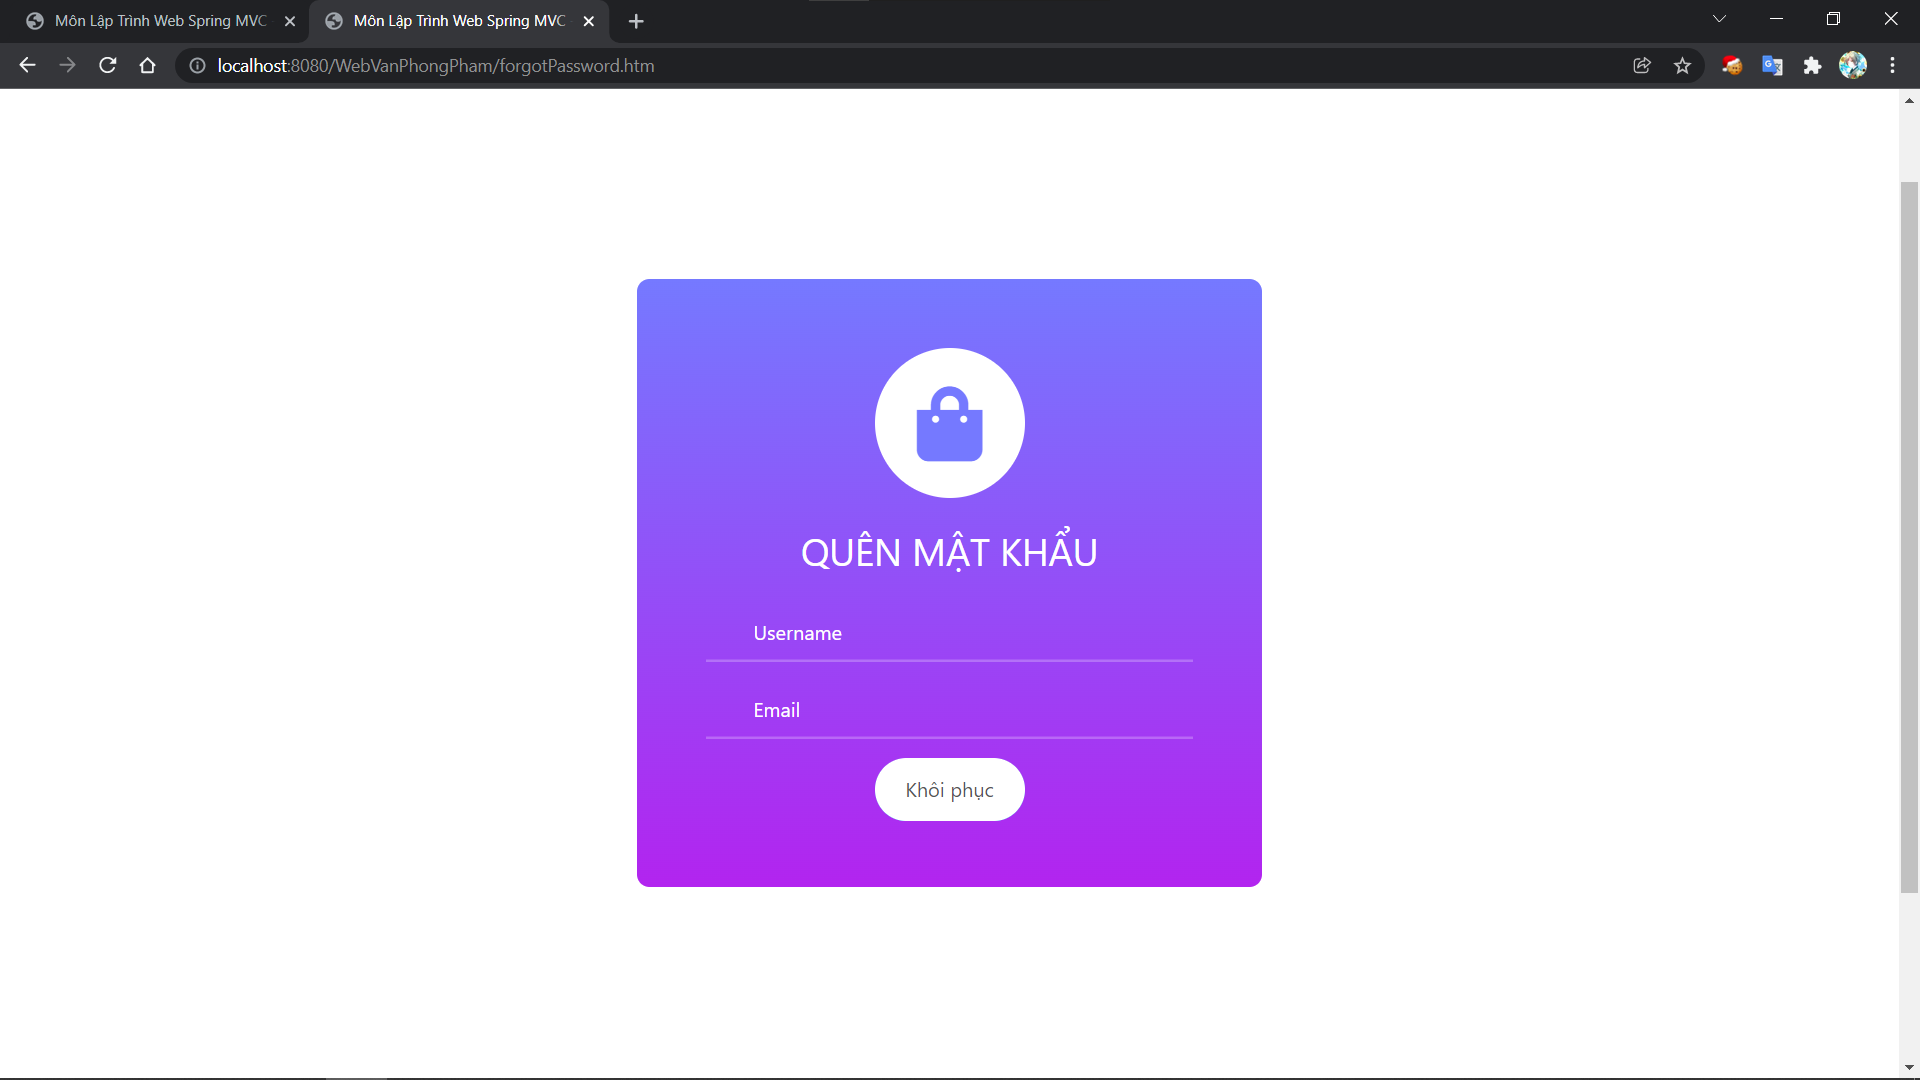 Môn Lập Trình Web Spring MVC
Môn Lập Trình Web Spring MVC
localhost:8080/WebVanPhongPham/forgotPassword.htm
QUÊN MẬT KHẨU
Username
Email
Khôi phục